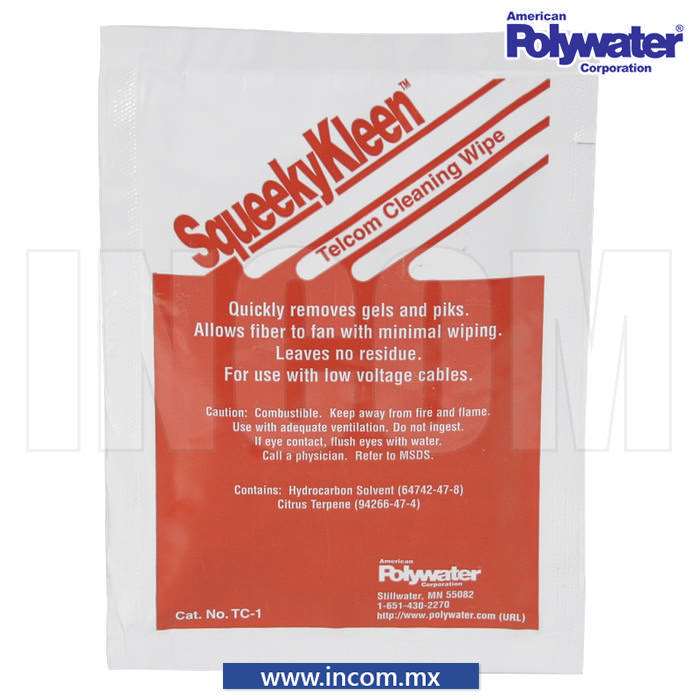 American
Polywater®
Corporation
SqueekyKleen™
Telcom Cleaning Wipe
INCOM
Quickly removes gels and piks.
Allows fiber to fan with minimal wiping.
Leaves no residue.
For use with low voltage cables.
Caution: Combustible. Keep away from fire and flame.
Use with adequate ventilation. Do not ingest.
If eye contact, flush eyes with water.
Call a physician. Refer to MSDS.
Contains: Hydrocarbon Solvent (64742-47-8)
Citrus Terpene (94266-47-4)
American
Polywater
Corporation
Stillwater, MN 55082
1-651-430-2270
Cat. No. TC-1 http://www.polywater.com (URL)
www.incom.mx